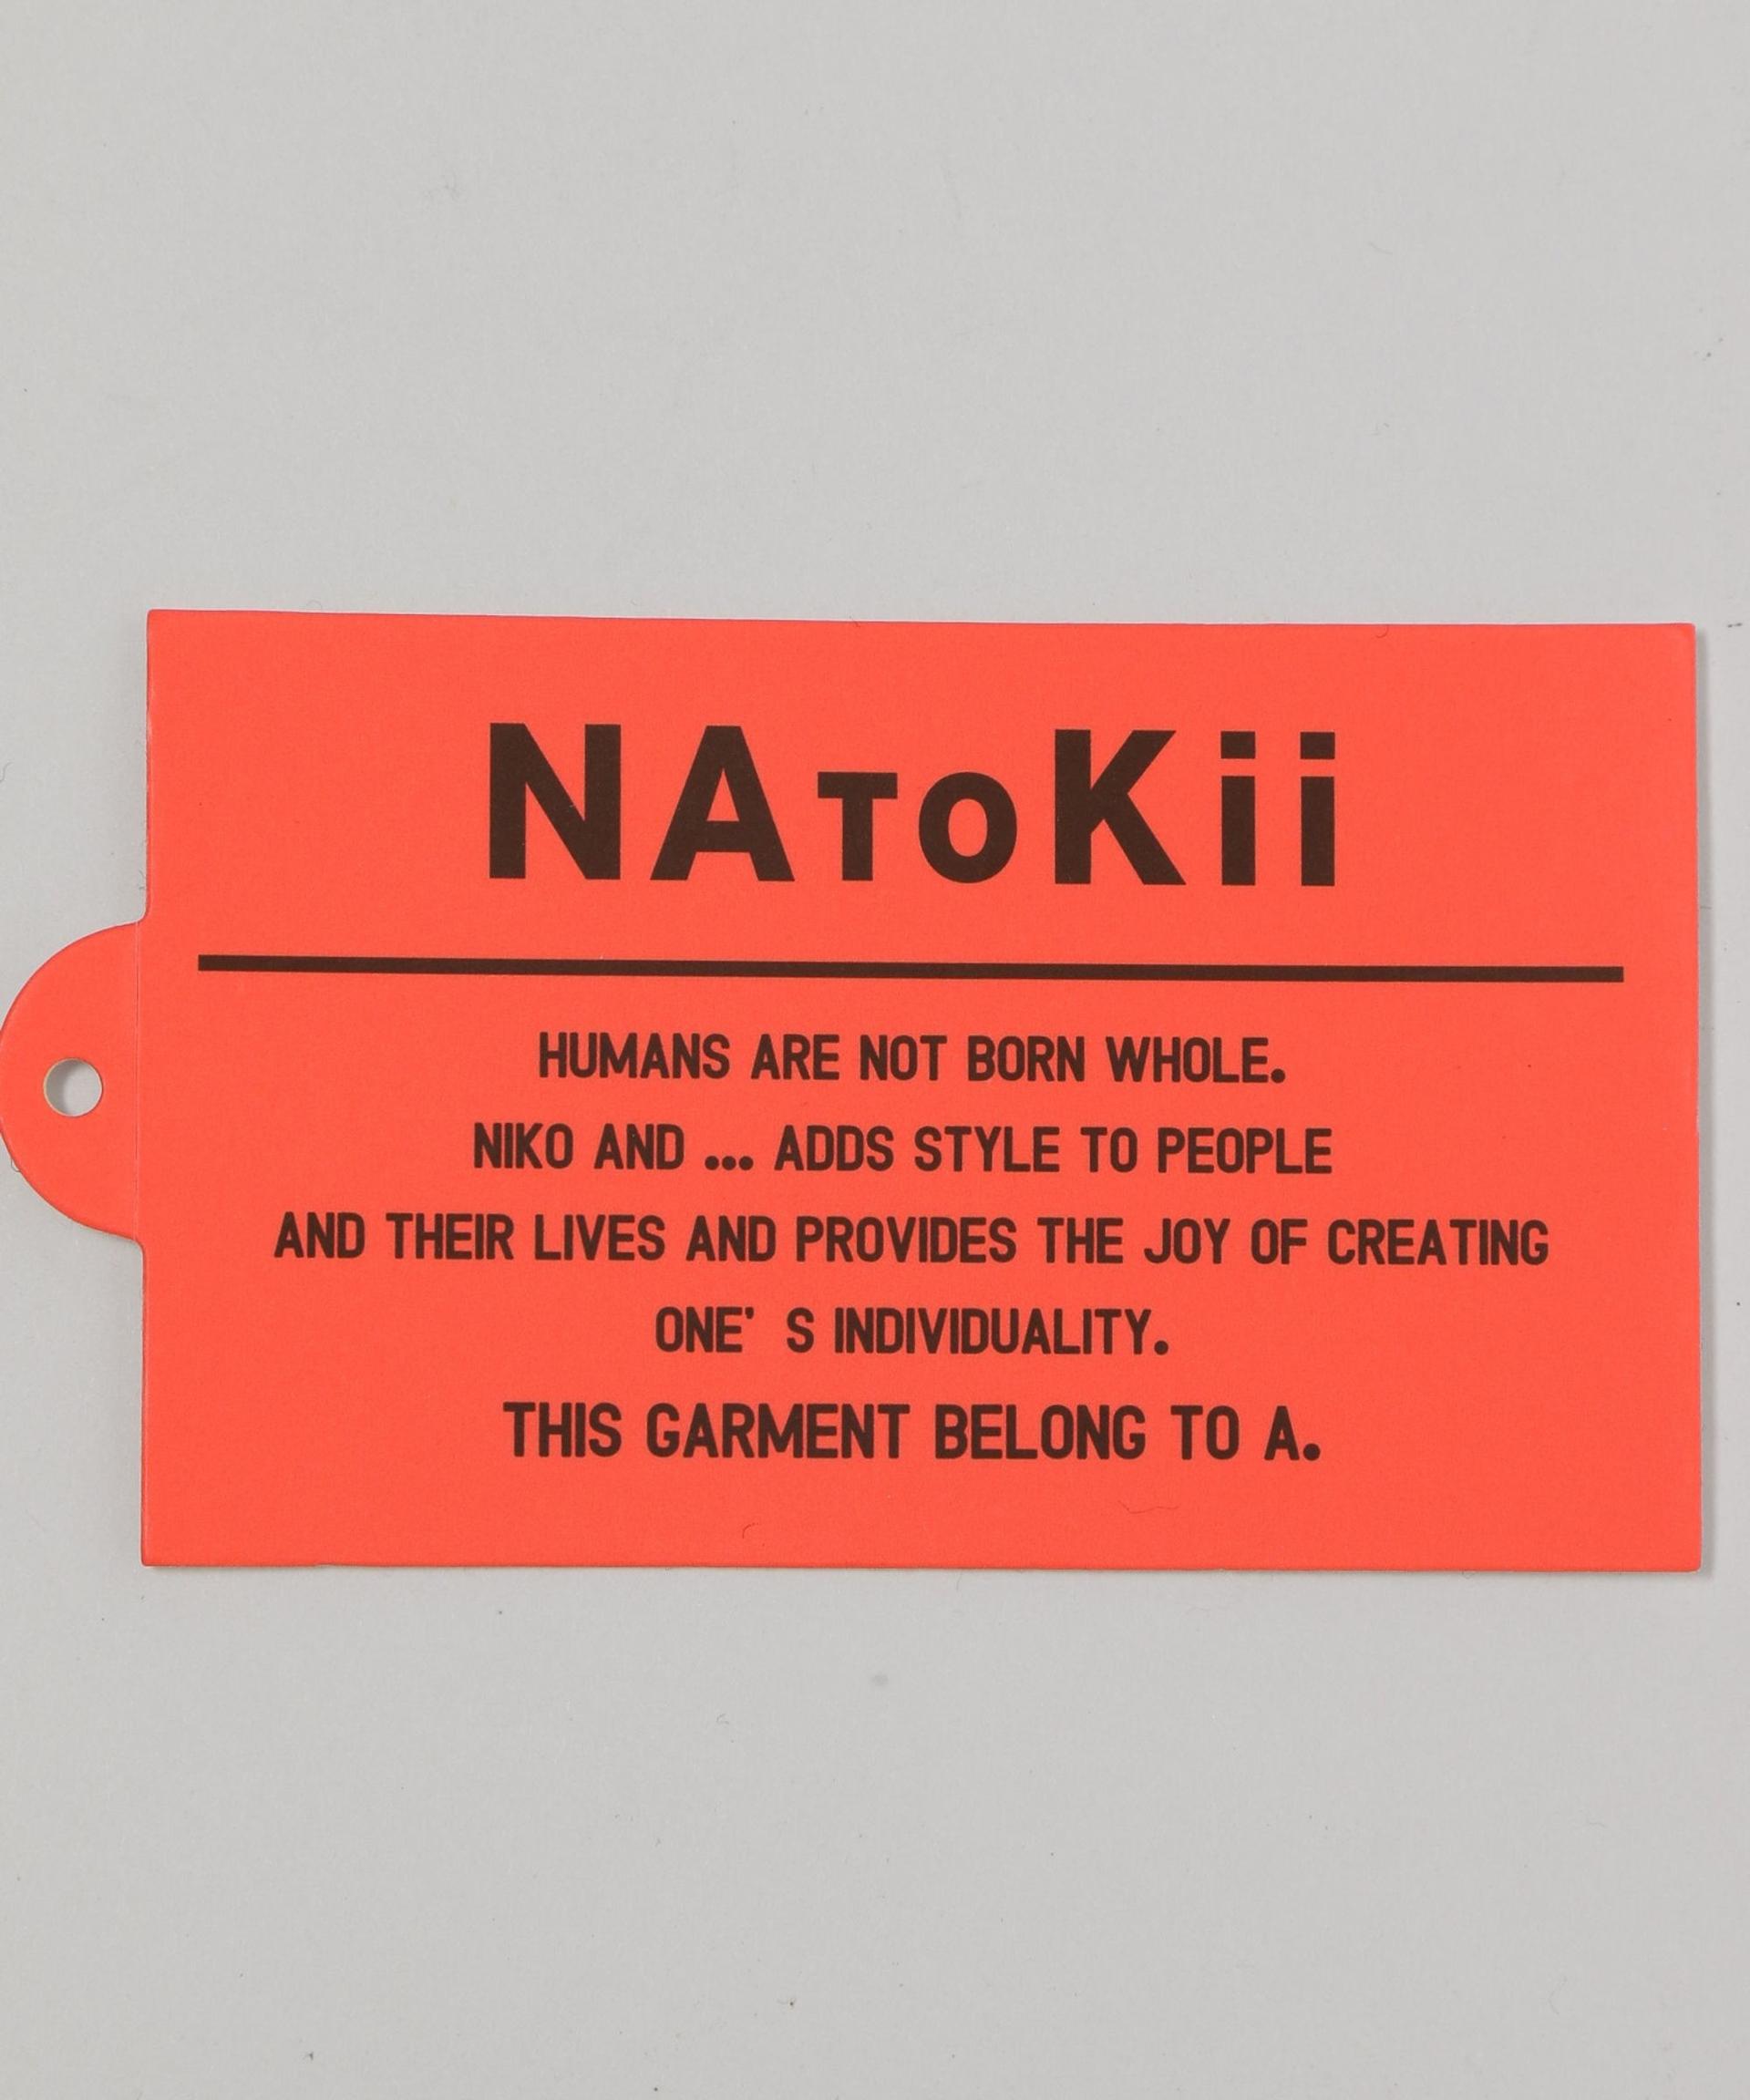 NAToKii
HUMANS ARE NOT BORN WHOLE.
NIKO AND ... ADDS STYLE TO PEOPLE
AND THEIR LIVES AND PROVIDES THE JOY OF CREATING
ONE' S INDIVIDUALITY.
THIS GARMENT BELONG TO A.